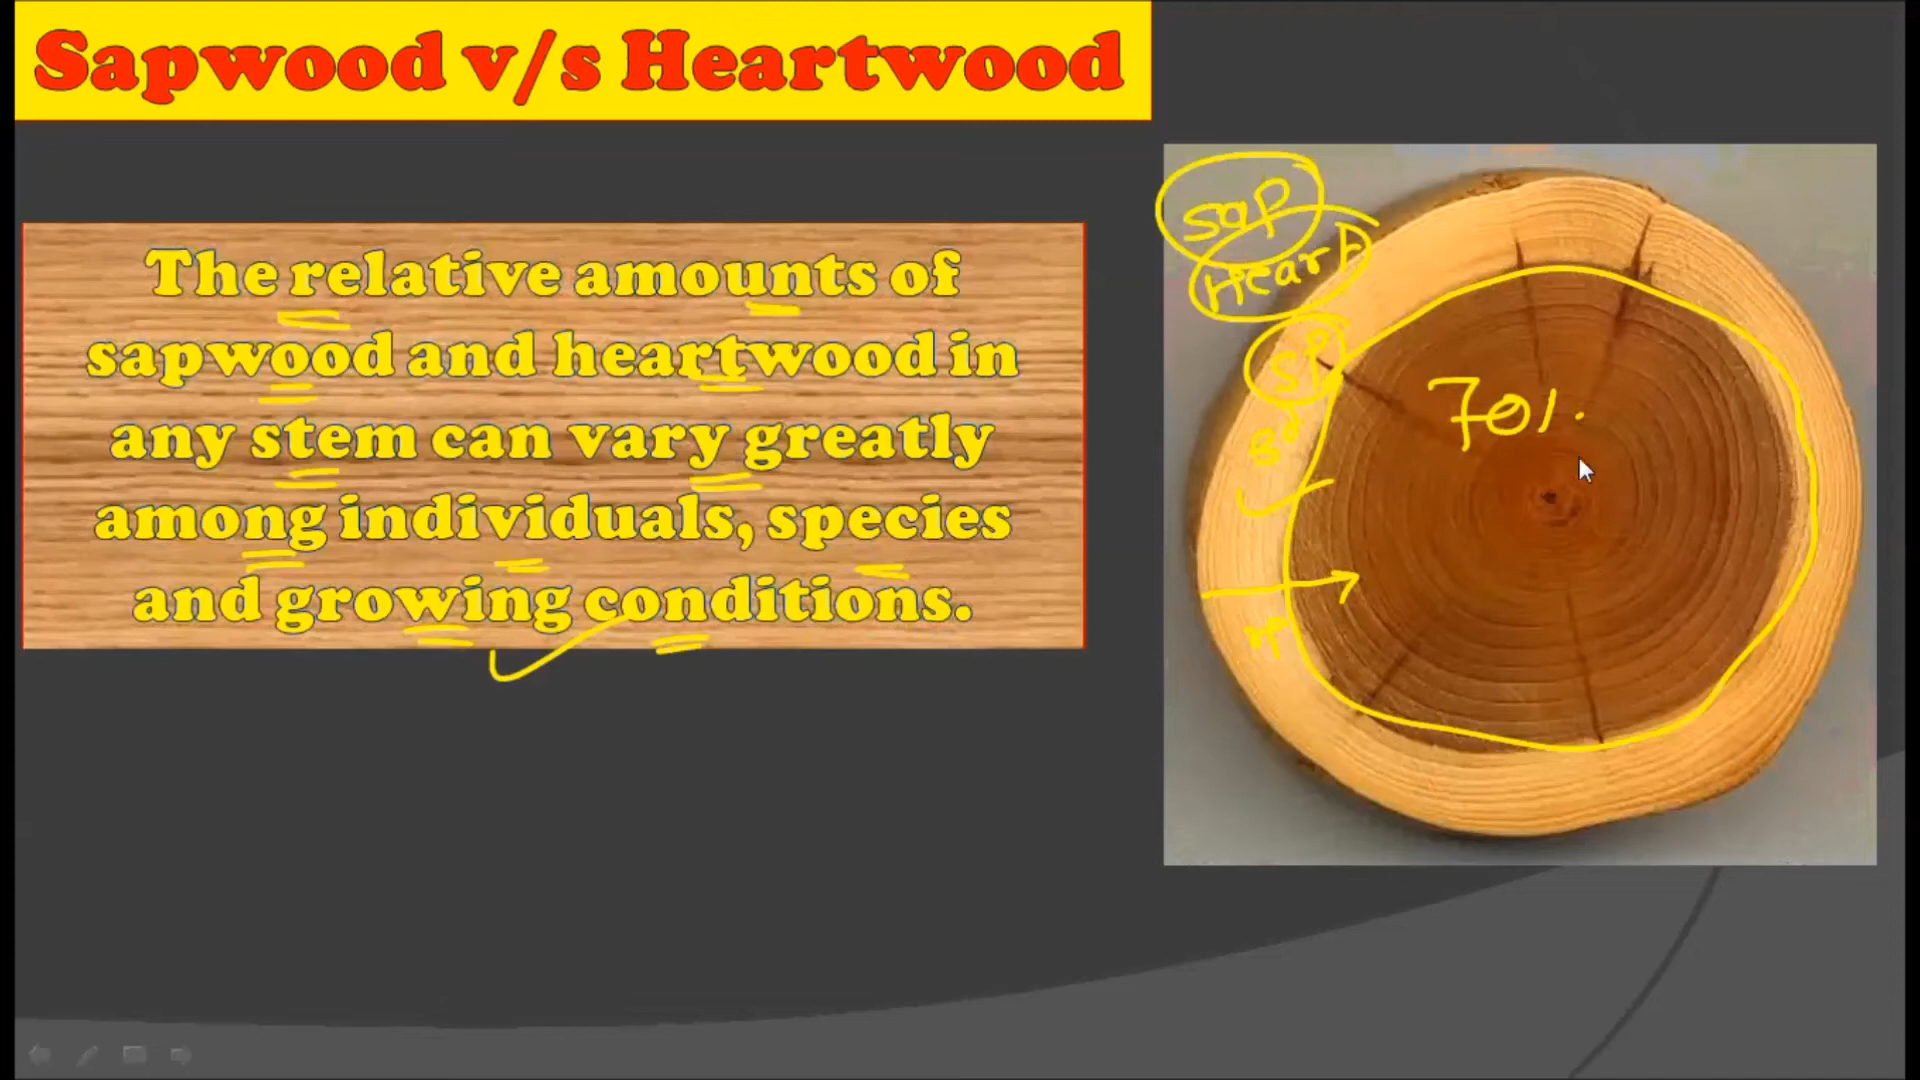 Sapwood v/s Heartwood
The relative amounts of
sapwood and heartwood in
any stem can vary greatly
among individuals, species
and growing conditions.
sap
Heart
sp
70%